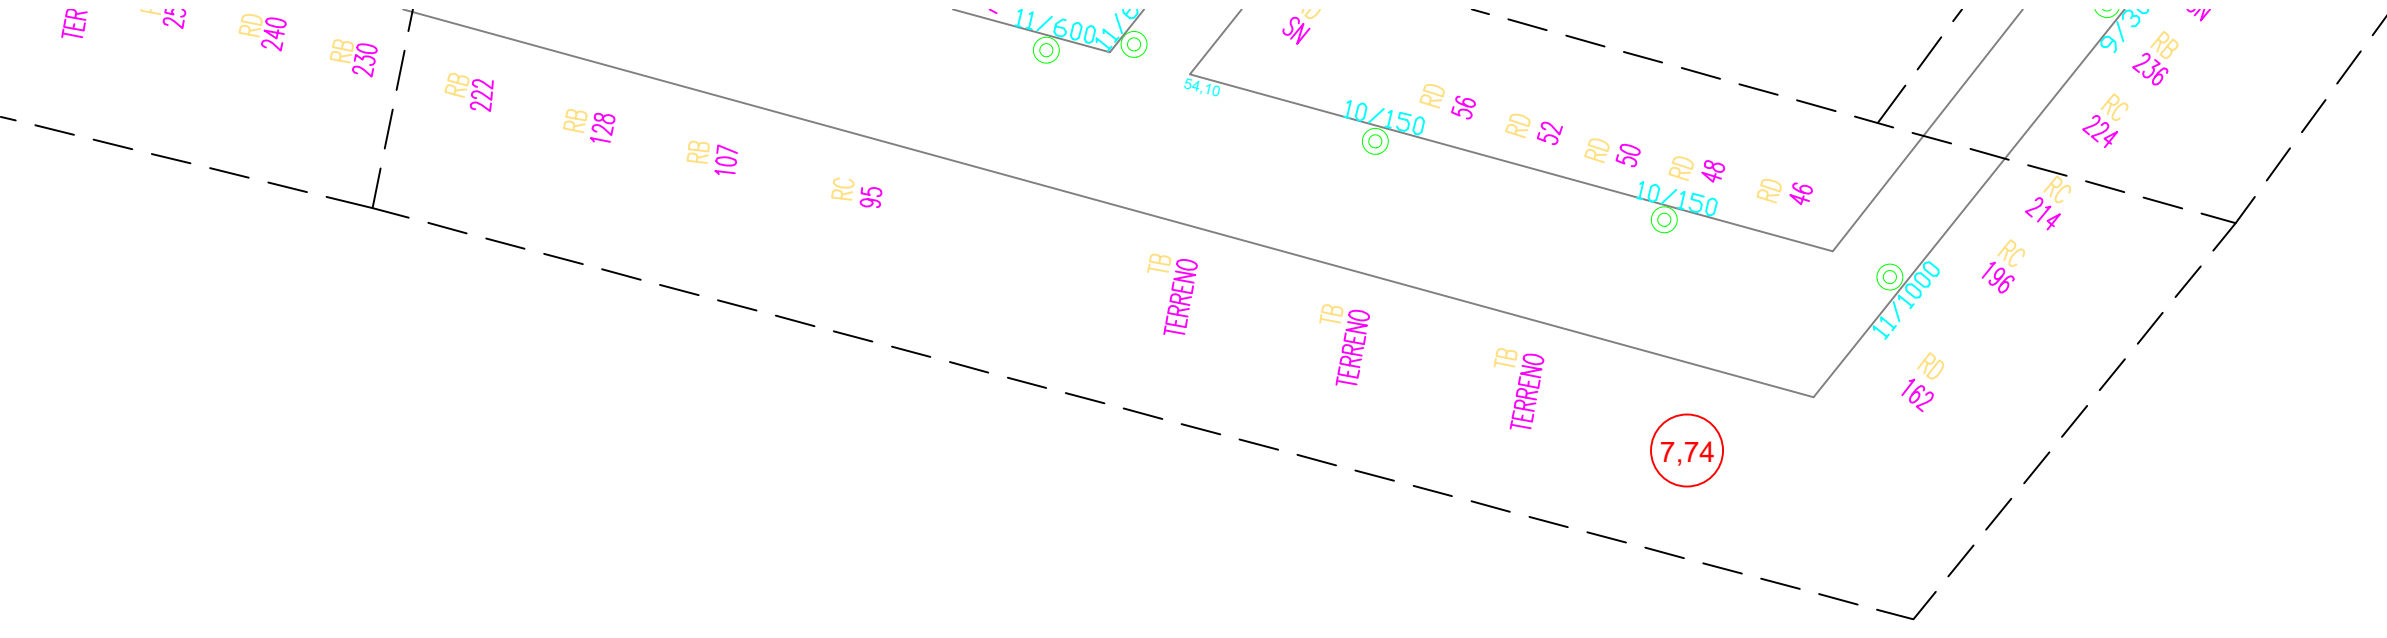 RD
240
RB
230
RB
222
RB
128
RB
107
RC
95
11/600
54,10
SN
10/150
RD
56
RD
52
RD
50
RD
48
10/150
RD
46
TB
TERRENO
TB
TERRENO
TB
TERRENO
7,74
11/1000
RB
236
RC
224
RC
214
RC
196
RD
162